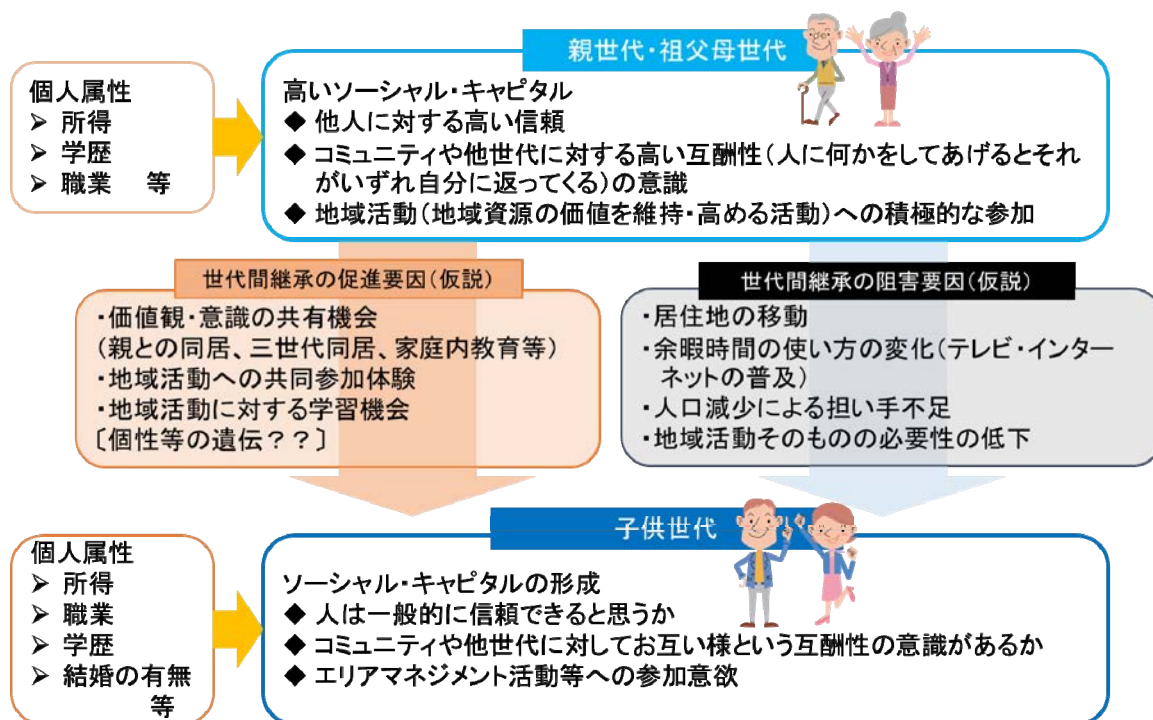 親世代・祖父母世代
個人属性
➢ 所得
➢ 学歴
➢ 職業　等
高いソーシャル・キャピタル
◆ 他人に対する高い信頼
◆ コミュニティや他世代に対する高い互酬性（人に何かをしてあげるとそれ
がいずれ自分に返ってくる）の意識
◆ 地域活動（地域資源の価値を維持・高める活動）への積極的な参加
世代間継承の促進要因（仮説）
・価値観・意識の共有機会
（親との同居、三世代同居、家庭内教育等）
・地域活動への共同参加体験
・地域活動に対する学習機会
〔個性等の遺伝？？〕
世代間継承の阻害要因（仮説）
・居住地の移動
・余暇時間の使い方の変化（テレビ・インター
ネットの普及）
・人口減少による担い手不足
・地域活動そのものの必要性の低下
子供世代
個人属性
➢ 所得
➢ 職業
➢ 学歴
➢ 結婚の有無
等
ソーシャル・キャピタルの形成
◆ 人は一般的に信頼できると思うか
◆ コミュニティや他世代に対してお互い様という互酬性の意識があるか
◆ エリアマネジメント活動等への参加意欲